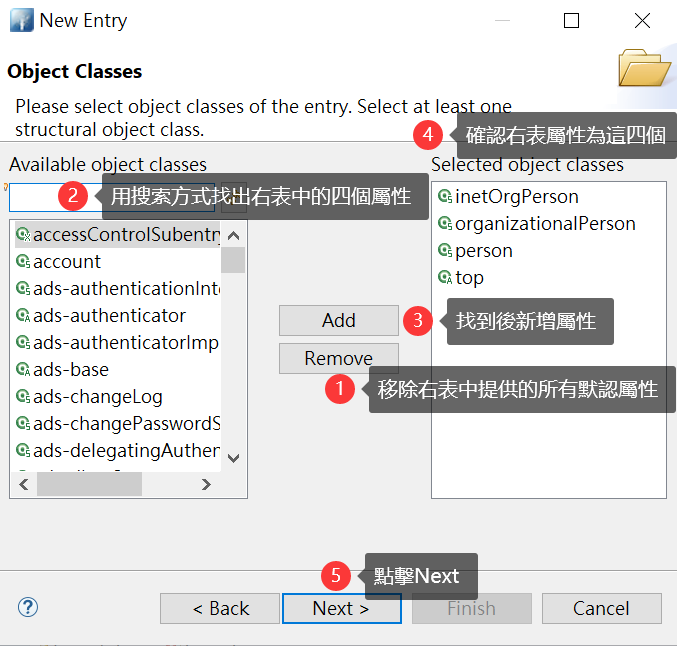 New Entry
Object Classes
Please select object classes of the entry. Select at least one
structural object class.
4 確認右表屬性為這四個
Available object classes
Selected object classes
2 用搜索方式找出右表中的四個屬性
accessControlSubentry
account
ads-authenticationInte
ads-authenticator
ads-authenticatorImp
ads-base
ads-changeLog
ads-changePasswordS
ads-delegatingAuthen
inetOrgPerson
organizationalPerson
person
top
Add
3 找到後新增屬性
Remove
1 移除右表中提供的所有默認屬性
5 點擊Next
?
< Back
Next >
Finish
Cancel